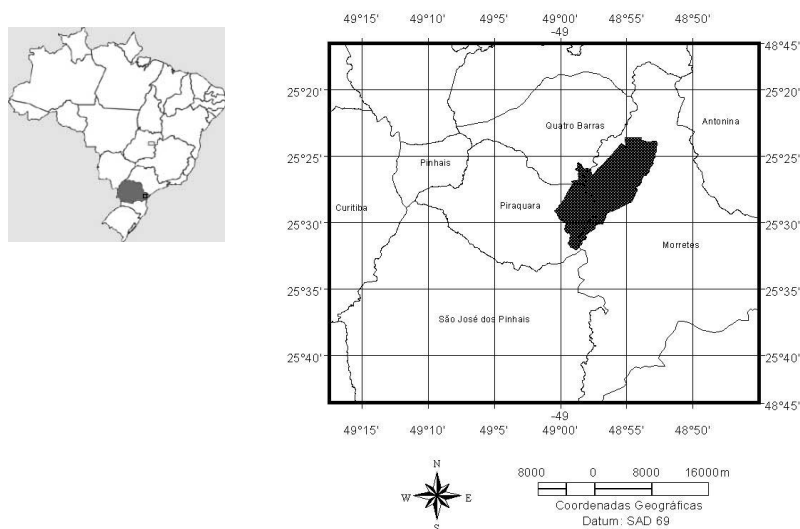 49°15' 49°10' 49°5' 49°00' 48°55' 48°50'
-49
48°45'
25°20' 25°20'
Quatro Barras
Antonina
25°25' 25°25'
Pinhais
Curitiba
Piraquara
25°30' 25°30'
Morretes
25°35' 25°35'
São José dos Pinhais
25°40' 25°40'
48°45'
-49
49°15' 49°10' 49°5' 49°00' 48°55' 48°50'
N
W E
S
8000 0 8000 16000m
Coordenadas Geográficas
Datum: SAD 69